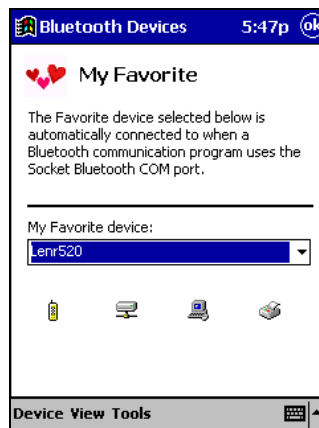 Bluetooth Devices 5:47p ok
My Favorite
The Favorite device selected below is
automatically connected to when a
Bluetooth communication program uses the
Socket Bluetooth COM port.
My Favorite device:
Lenr520
Device View Tools